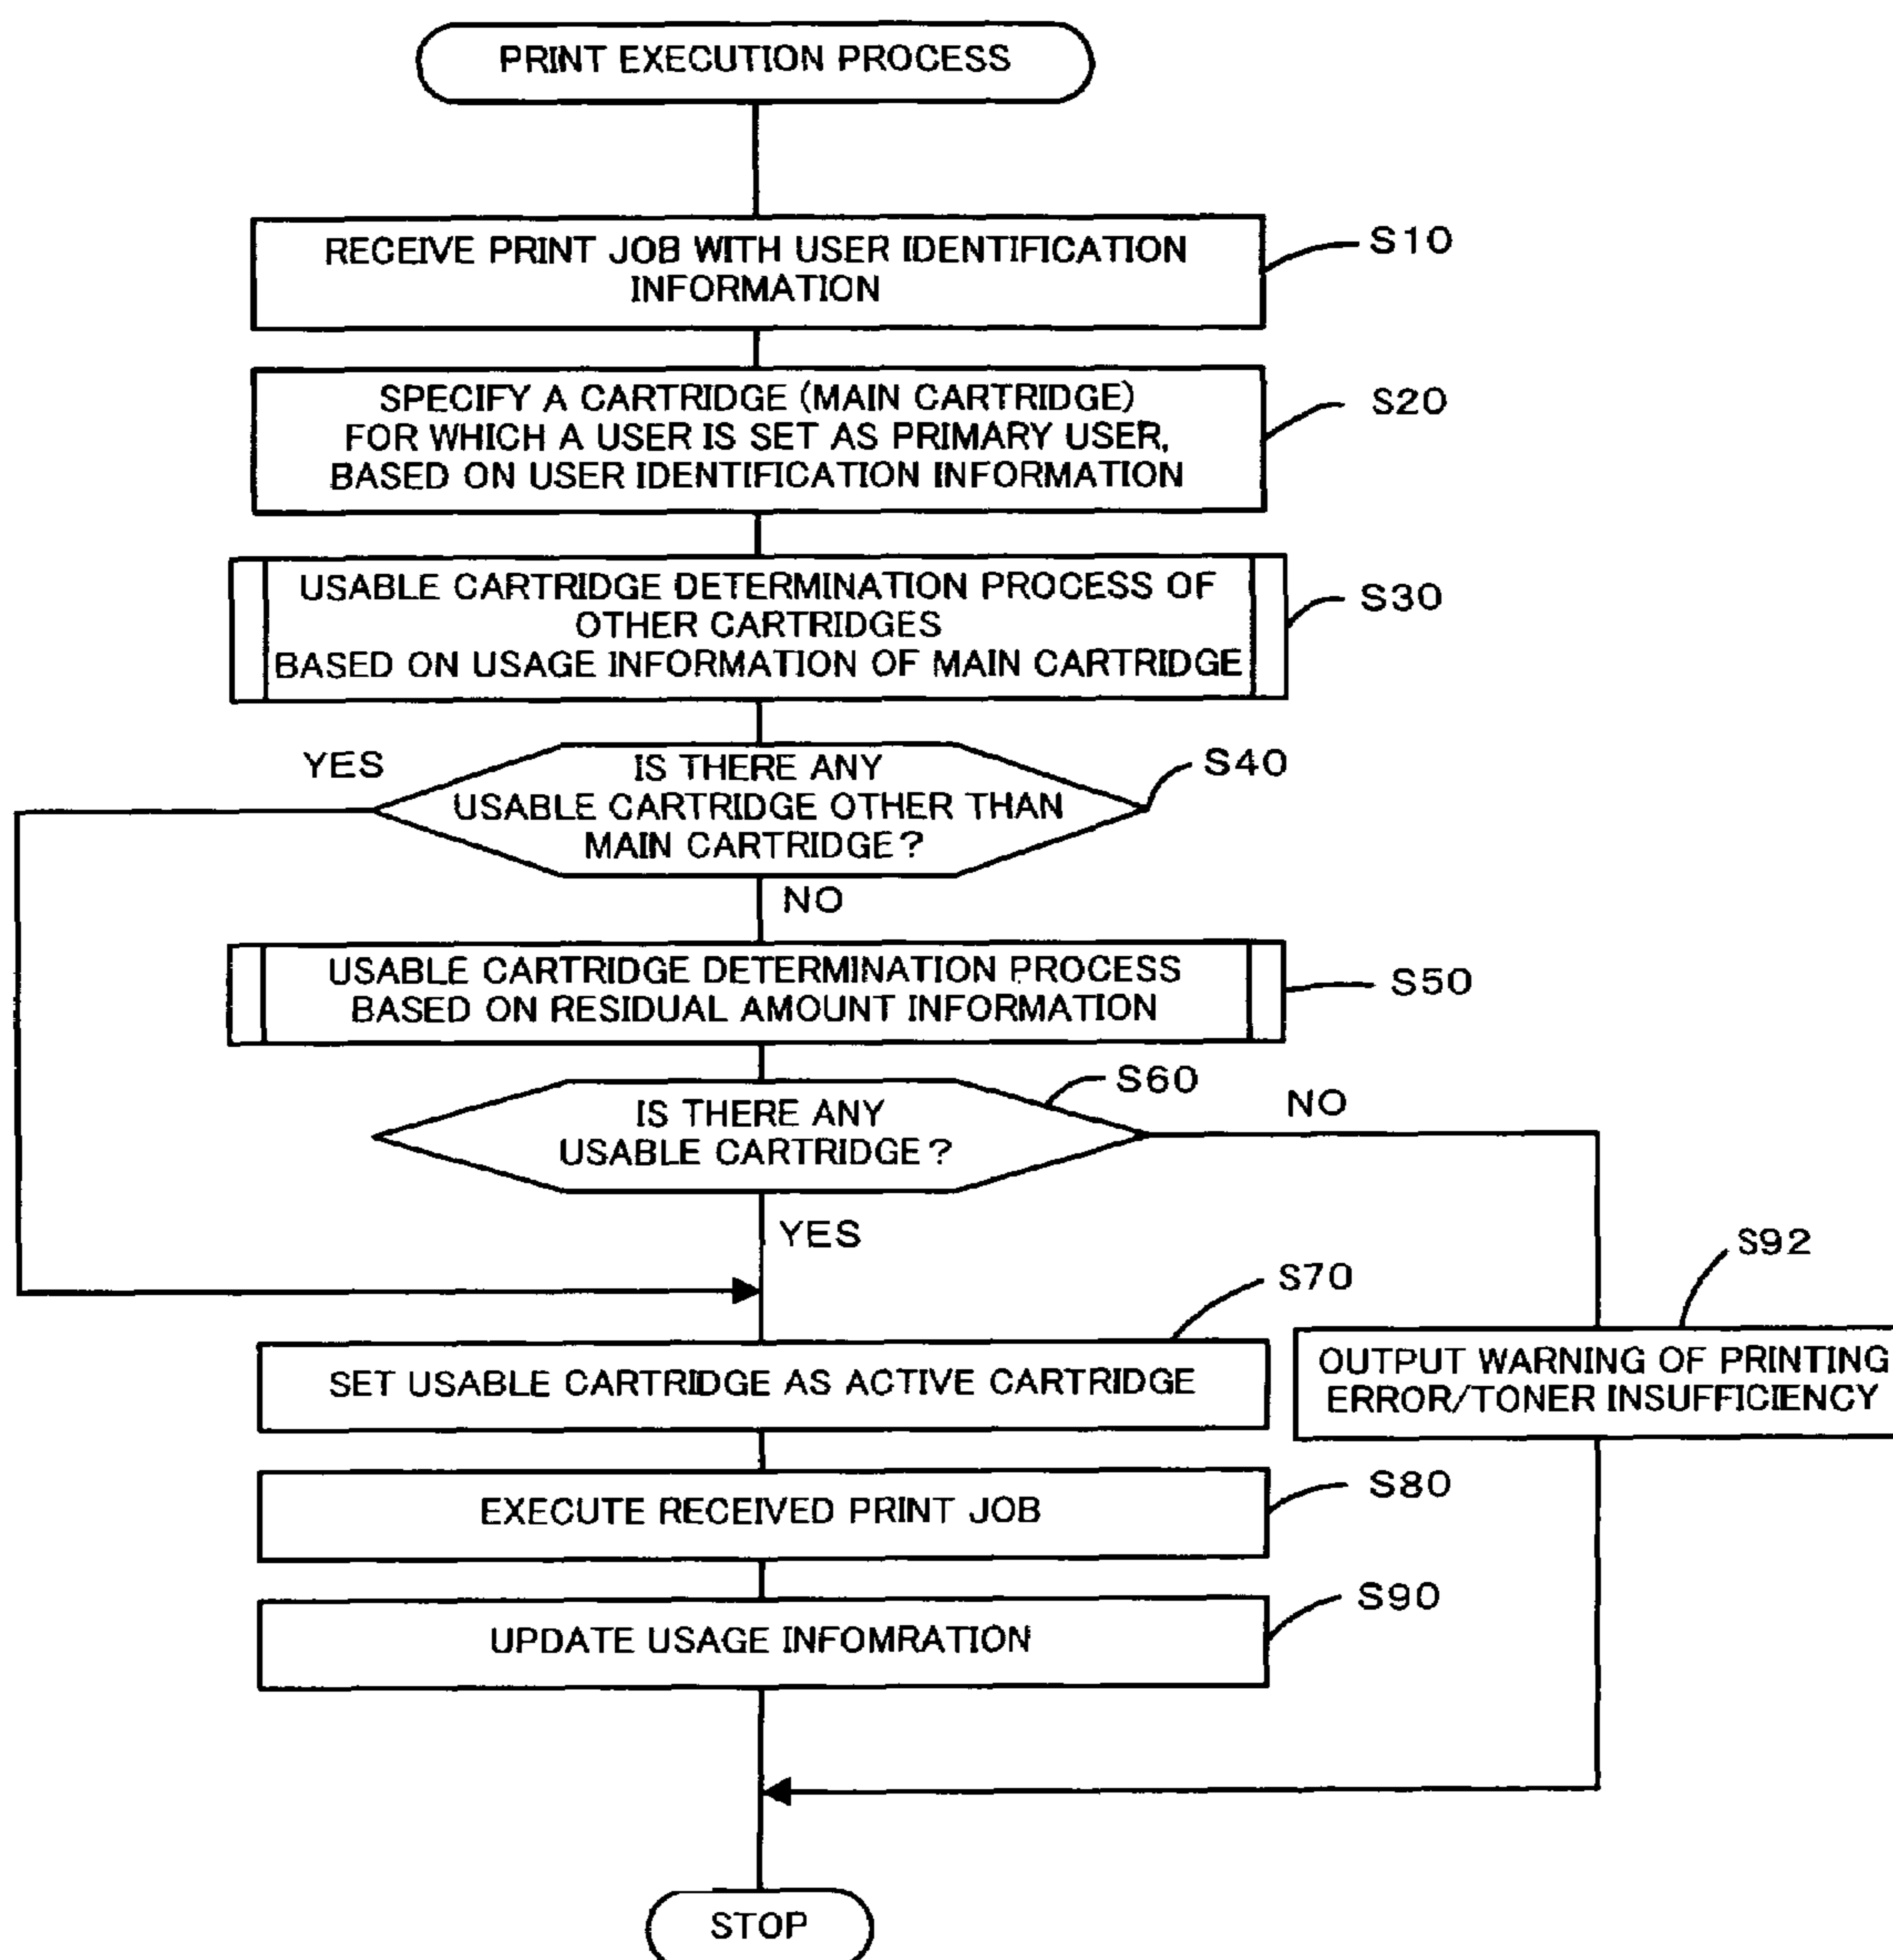 PRINT EXECUTION PROCESS
RECEIVE PRINT JOB WITH USER IDENTIFICATION
INFORMATION
S10
SPECIFY A CARTRIDGE (MAIN CARTRIDGE)
FOR WHICH A USER IS SET AS PRIMARY USER,
BASED ON USER IDENTIFICATION INFORMATION
S20
USABLE CARTRIDGE DETERMINATION PROCESS OF
OTHER CARTRIDGES
BASED ON USAGE INFORMATION OF MAIN CARTRIDGE
S30
YES
IS THERE ANY
USABLE CARTRIDGE OTHER THAN
MAIN CARTRIDGE?
S40
NO
USABLE CARTRIDGE DETERMINATION PROCESS
BASED ON RESIDUAL AMOUNT INFORMATION
S50
IS THERE ANY
USABLE CARTRIDGE?
S60
NO
YES
S92
S70
SET USABLE CARTRIDGE AS ACTIVE CARTRIDGE
OUTPUT WARNING OF PRINTING
ERROR/TONER INSUFFICIENCY
EXECUTE RECEIVED PRINT JOB
S80
UPDATE USAGE INFOMRATION
S90
STOP